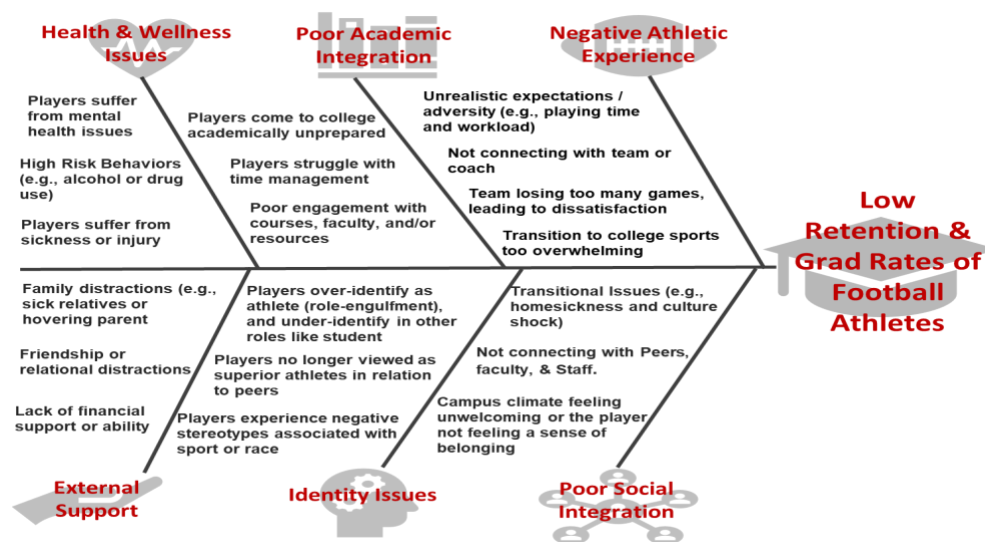 Health & Wellness
Issues
Players suffer
from mental
health issues
High Risk Behaviors
(e.g., alcohol or drug
use)
Players suffer from
sickness or injury
Poor Academic
Integration
Players come to college
academically unprepared
Players struggle with
time management
Poor engagement with
courses, faculty, and/or
resources
Negative Athletic
Experience
Unrealistic expectations /
adversity (e.g., playing time
and workload)
Not connecting with team or
coach
Team losing too many games,
leading to dissatisfaction
Transition to college sports
too overwhelming
Low
Retention &
Grad Rates of
Football
Athletes
Family distractions (e.g.,
sick relatives or
hovering parent
Friendship or
relational distractions
Lack of financial
support or ability
External
Support
Players over-identify as
athlete (role-engulfment),
and under-identify in other
roles like student
Players no longer viewed as
superior athletes in relation
to peers
Players experience negative
stereotypes associated with
sport or race
Identity Issues
Transitional Issues (e.g.,
homesickness and culture
shock)
Not connecting with Peers,
faculty, & Staff.
Campus climate feeling
unwelcoming or the player
not feeling a sense of
belonging
Poor Social
Integration